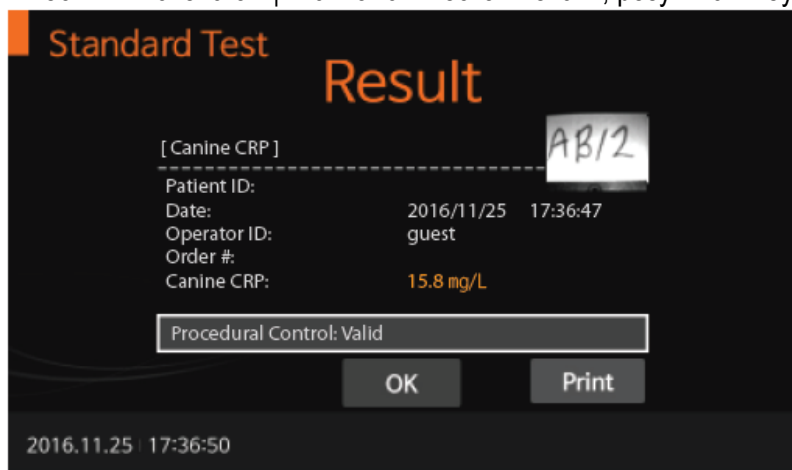 Standard Test
Result
[ Canine CRP ]
AB/2
Patient ID:
Date: 2016/11/25 17:36:47
Operator ID: guest
Order #:
Canine CRP: 15.8 mg/L
Procedural Control: Valid
OK Print
2016.11.25 17:36:50